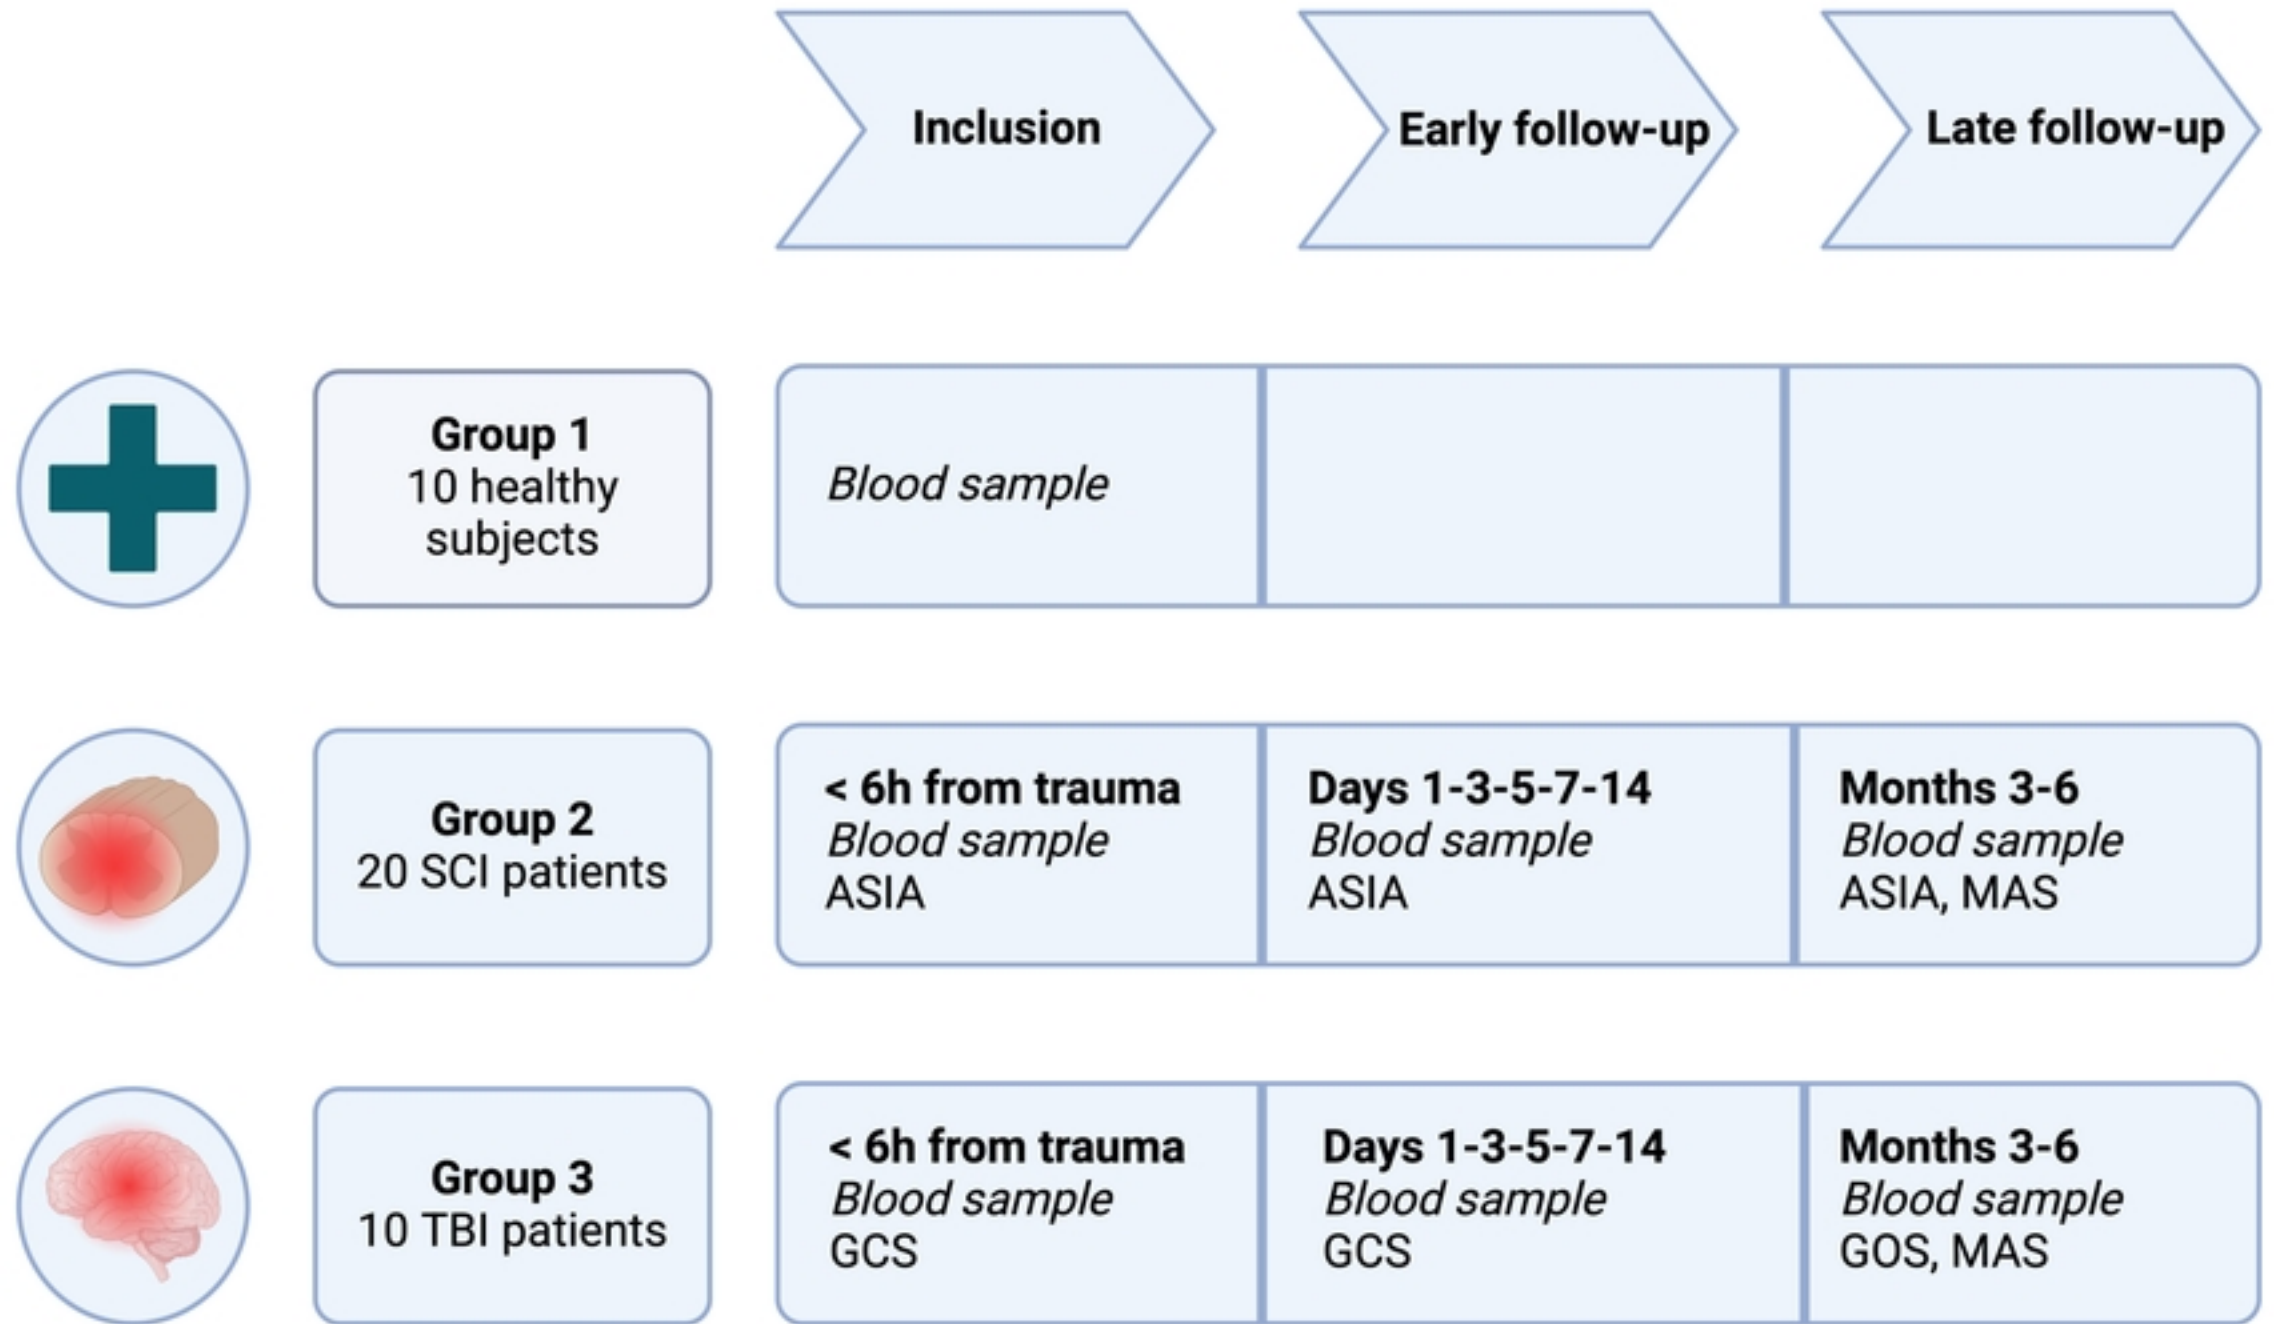 Inclusion
Early follow-up
Late follow-up
Group 1
10 healthy
subjects
Blood sample
Group 2
20 SCI patients
< 6h from trauma
Blood sample
ASIA
Days 1-3-5-7-14
Blood sample
ASIA
Months 3-6
Blood sample
ASIA, MAS
Group 3
10 TBI patients
< 6h from trauma
Blood sample
GCS
Days 1-3-5-7-14
Blood sample
GCS
Months 3-6
Blood sample
GOS, MAS